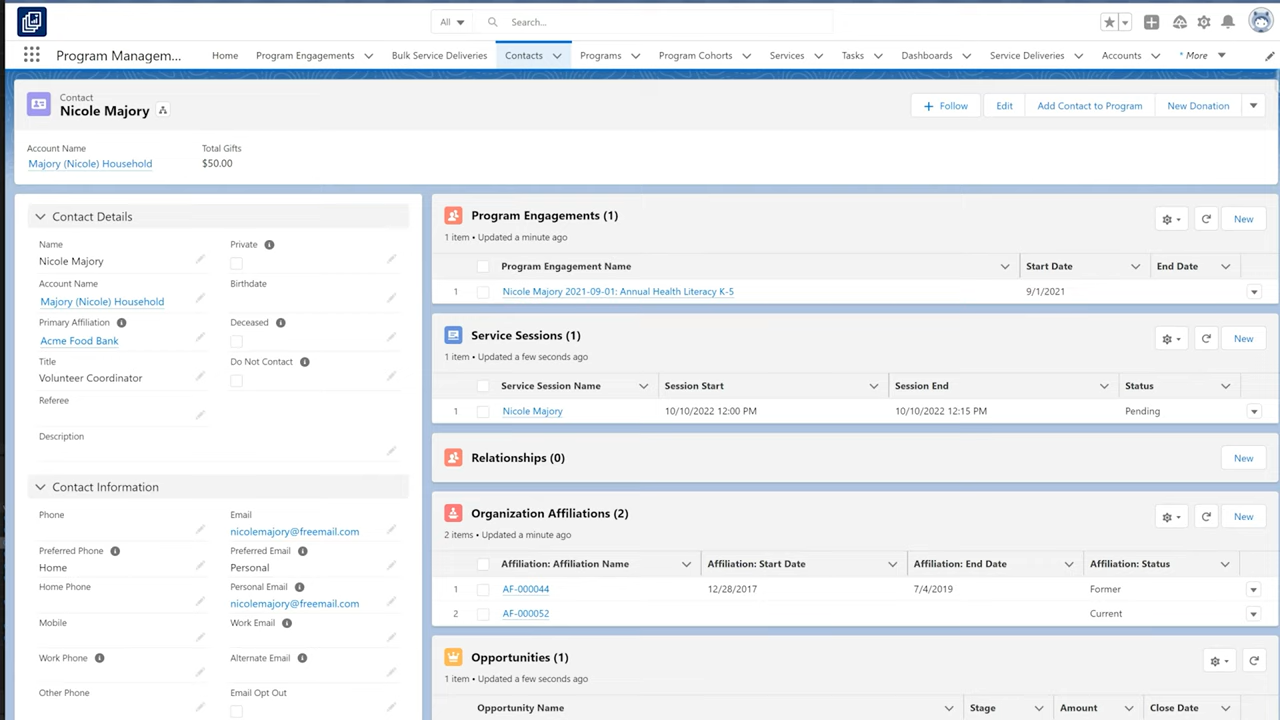 All
Search...
Program Managem...
Home
Program Engagements
Bulk Service Deliveries
Contacts
Programs
Program Cohorts
Services
Tasks
Dashboards
Service Deliveries
Accounts
* More
Contact
Nicole Majory
Follow
Edit
Add Contact to Program
New Donation
Account Name
Total Gifts
Majory (Nicole) Household
$50.00
Contact Details
Name
Private
Nicole Majory
Account Name
Birthdate
Majory (Nicole) Household
Primary Affiliation
Deceased
Acme Food Bank
Title
Do Not Contact
Volunteer Coordinator
Referee
Description
Contact Information
Phone
Email
nicolemajory@freemail.com
Preferred Phone
Preferred Email
Home
Personal
Home Phone
Personal Email
nicolemajory@freemail.com
Mobile
Work Email
Work Phone
Alternate Email
Other Phone
Email Opt Out
Program Engagements (1)
New
1 item • Updated a minute ago
Program Engagement Name
Start Date
End Date
1
Nicole Majory 2021-09-01: Annual Health Literacy K-5
9/1/2021
Service Sessions (1)
New
1 item • Updated a few seconds ago
Service Session Name
Session Start
Session End
Status
1
Nicole Majory
10/10/2022 12:00 PM
10/10/2022 12:15 PM
Pending
Relationships (0)
New
Organization Affiliations (2)
New
2 items • Updated a minute ago
Affiliation: Affiliation Name
Affiliation: Start Date
Affiliation: End Date
Affiliation: Status
1
AF-000044
12/28/2017
7/4/2019
Former
2
AF-000052
Current
Opportunities (1)
1 item • Updated a few seconds ago
Opportunity Name
Stage
Amount
Close Date